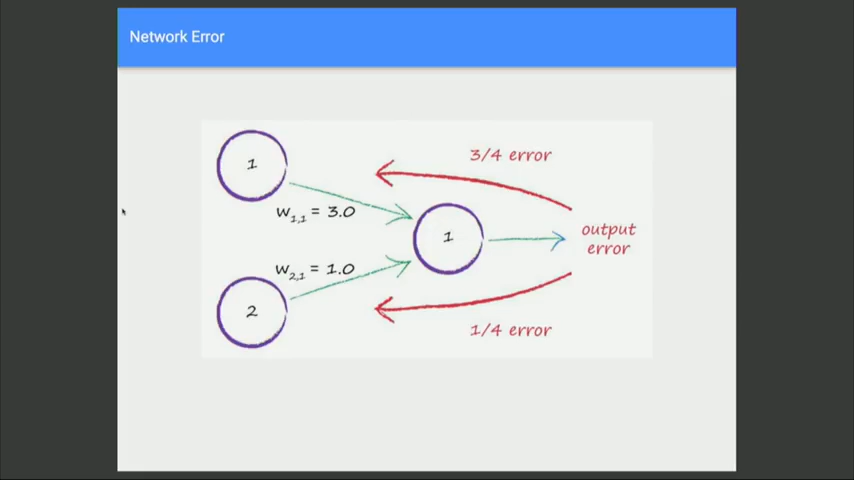 Network Error
3/4 error
1
w1,1 = 3.0
1
output
error
w2,1 = 1.0
2
1/4 error